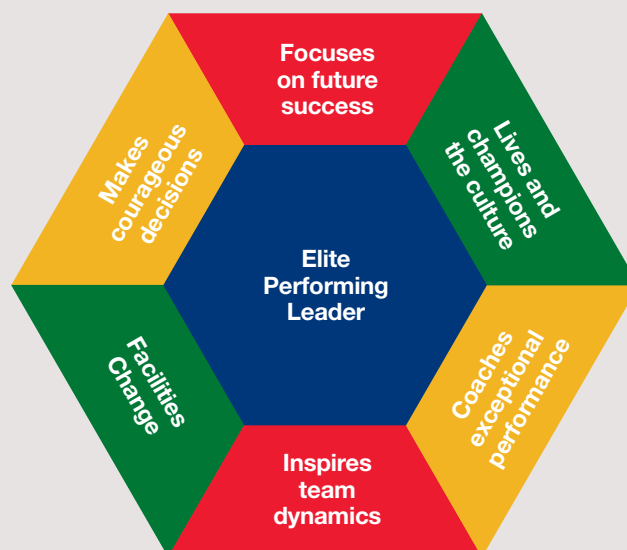 Focuses
on future
success
Lives and
champions
the culture
Coaches
exceptional
performance
Inspires
team
dynamics
Facilities
Change
Makes
courageous
decisions
Elite
Performing
Leader